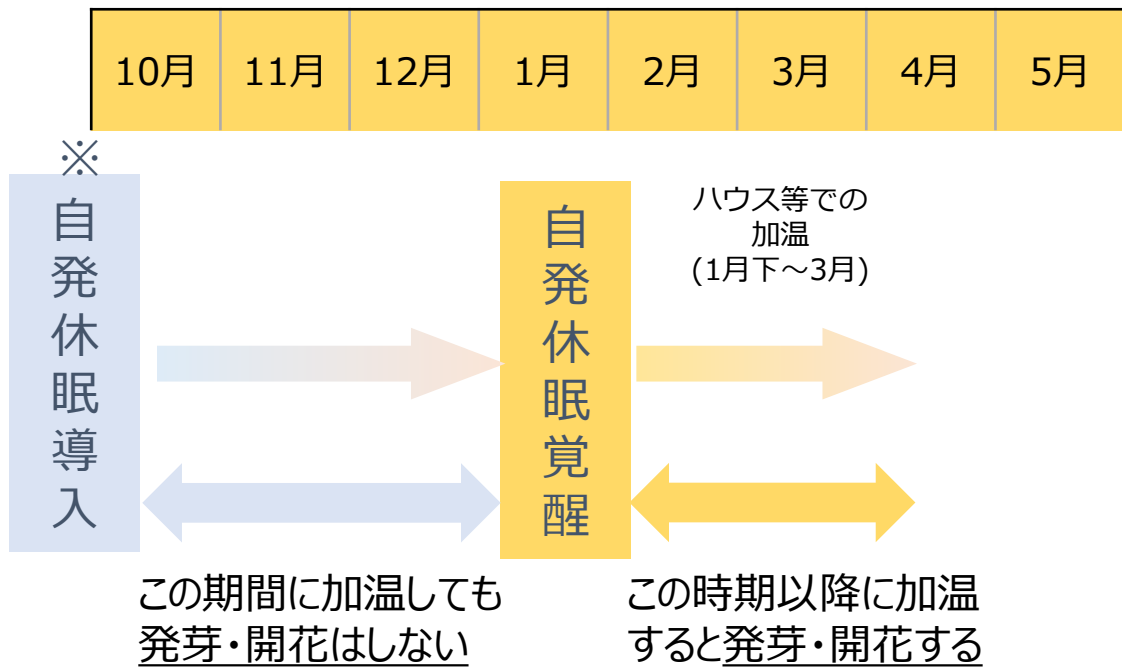 10月 11月 12月 1月 2月 3月 4月 5月
※
自発休眠導入
自発休眠覚醒
ハウス等での
加温
(1月下～3月)
この期間に加温しても
発芽・開花はしない
この時期以降に加温
すると発芽・開花する